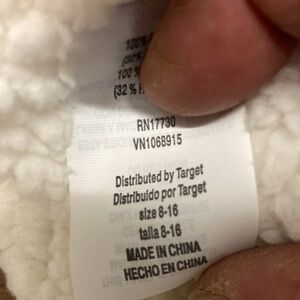 100%
(32%
100 %
(32 %
RN17730
VN1068915
Distributed by Target
Distribuido por Target
size 8-16
talla 8-16
MADE IN CHINA
HECHO EN CHINA